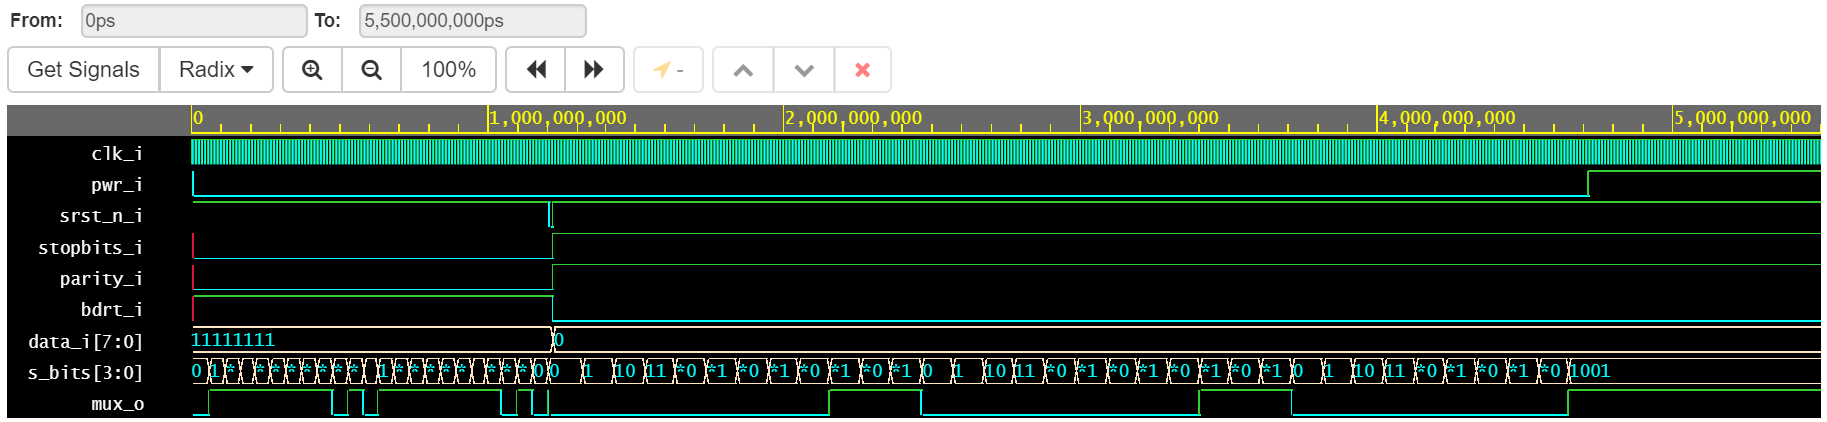 From: 0ps To: 5,500,000,000ps
Get Signals Radix 100% -
0 1,000,000,000 2,000,000,000 3,000,000,000 4,000,000,000 5,000,000,000
clk_i
pwr_i
srst_n_i
stopbits_i
parity_i
bdrt_i
data_i[7:0] 11111111 0
s_bits[3:0] 0 1 * * * * * * * * * 1 * * * * * * * * * 0 0 1 10 11 *0 *1 *0 *1 *0 *1 *0 *1 0 1 10 11 *0 *1 *0 *1 *0 *1 *0 *1 0 1 10 11 *0 *1 *0 *1 *0 1001
mux_o